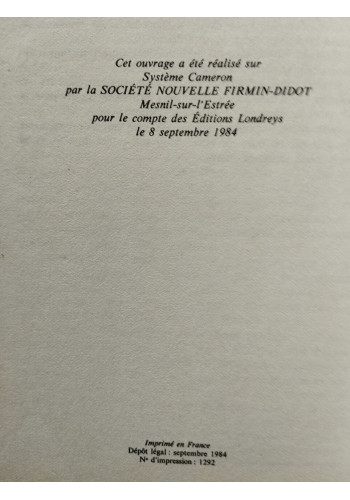 Cet ouvrage a été réalisé sur
Système Cameron
par la SOCIÉTÉ NOUVELLE FIRMIN-DIDOT
Mesnil-sur-l'Estrée
pour le compte des Éditions Londreys
le 8 septembre 1984
Imprimé en France
Dépôt légal : septembre 1984
N° d'impression : 1292